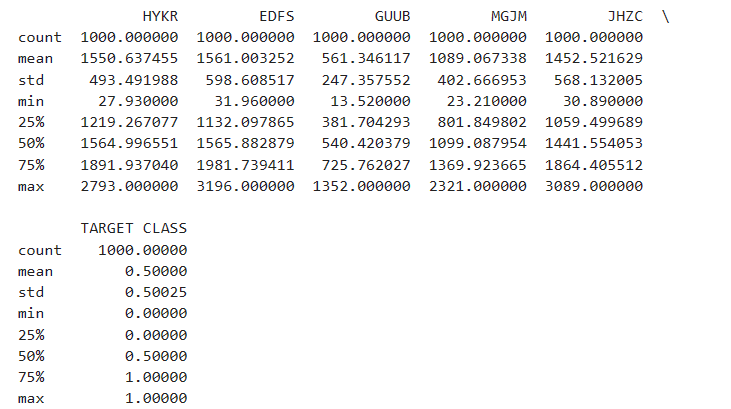 HYKR         EDFS         GUUB         MGJM         JHZC  \
count  1000.000000  1000.000000  1000.000000  1000.000000  1000.000000
mean   1550.637455  1561.003252   561.346117  1089.067338  1452.521629
std     493.491988   598.608517   247.357552   402.666953   568.132005
min      27.930000    31.960000    13.520000    23.210000    30.890000
25%    1219.267077  1132.097865   381.704293   801.849802  1059.499689
50%    1564.996551  1565.882879   540.420379  1099.087954  1441.554053
75%    1891.937040  1981.739411   725.762027  1369.923665  1864.405512
max    2793.000000  3196.000000  1352.000000  2321.000000  3089.000000
       TARGET CLASS
count    1000.00000
mean        0.50000
std         0.50025
min         0.00000
25%         0.00000
50%         0.50000
75%         1.00000
max         1.00000